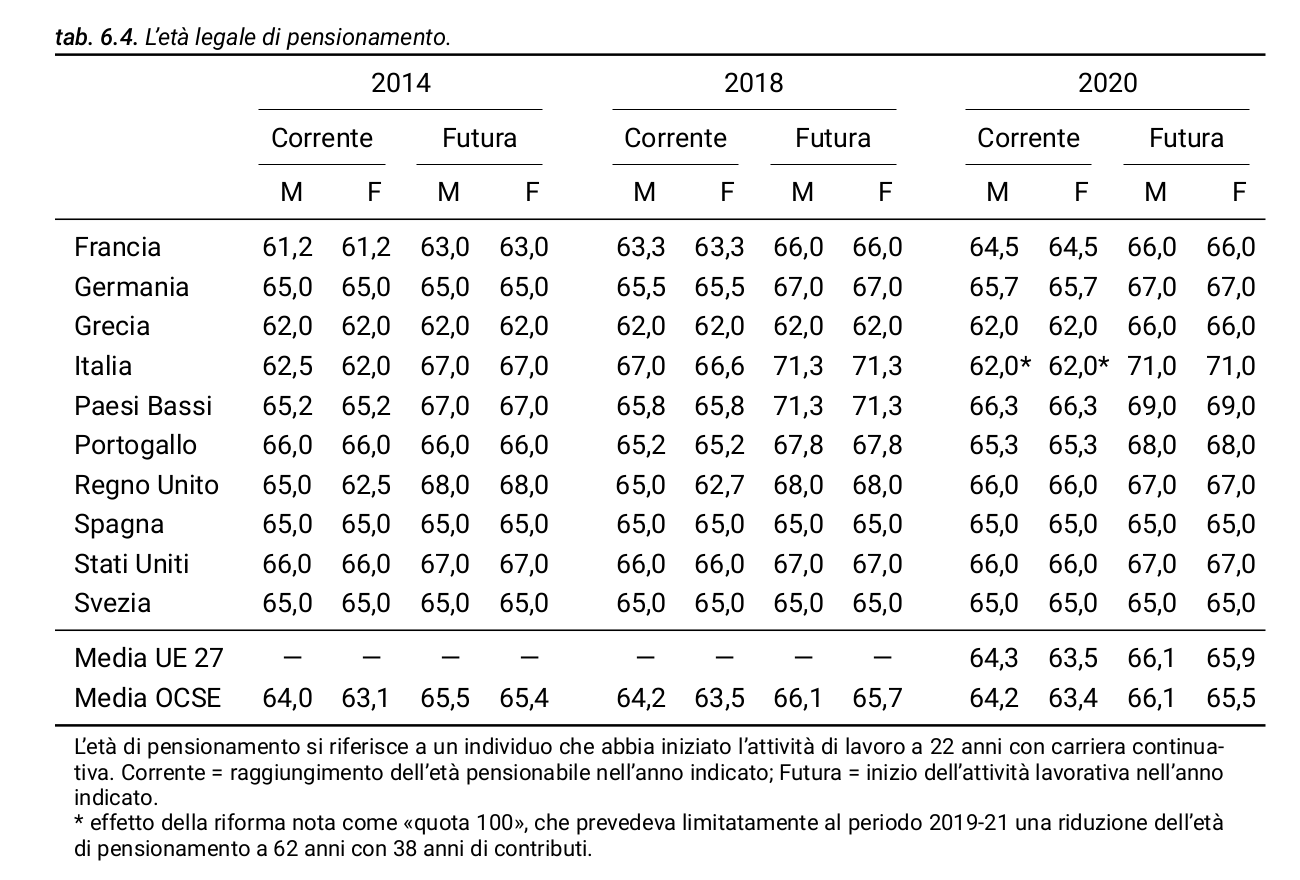 tab. 6.4. L’età legale di pensionamento.
2014 2018 2020
Corrente Futura Corrente Futura Corrente Futura
M F M F M F M F M F M F
Francia 61,2 61,2 63,0 63,0 63,3 63,3 66,0 66,0 64,5 64,5 66,0 66,0
Germania 65,0 65,0 65,0 65,0 65,5 65,5 67,0 67,0 65,7 65,7 67,0 67,0
Grecia 62,0 62,0 62,0 62,0 62,0 62,0 62,0 62,0 62,0 62,0 66,0 66,0
Italia 62,5 62,0 67,0 67,0 67,0 66,6 71,3 71,3 62,0* 62,0* 71,0 71,0
Paesi Bassi 65,2 65,2 67,0 67,0 65,8 65,8 71,3 71,3 66,3 66,3 69,0 69,0
Portogallo 66,0 66,0 66,0 66,0 65,2 65,2 67,8 67,8 65,3 65,3 68,0 68,0
Regno Unito 65,0 62,5 68,0 68,0 65,0 62,7 68,0 68,0 66,0 66,0 67,0 67,0
Spagna 65,0 65,0 65,0 65,0 65,0 65,0 65,0 65,0 65,0 65,0 65,0 65,0
Stati Uniti 66,0 66,0 67,0 67,0 66,0 66,0 67,0 67,0 66,0 66,0 67,0 67,0
Svezia 65,0 65,0 65,0 65,0 65,0 65,0 65,0 65,0 65,0 65,0 65,0 65,0
Media UE 27 — — — — — — — — 64,3 63,5 66,1 65,9
Media OCSE 64,0 63,1 65,5 65,4 64,2 63,5 66,1 65,7 64,2 63,4 66,1 65,5
L’età di pensionamento si riferisce a un individuo che abbia iniziato l’attività di lavoro a 22 anni con carriera continua-
tiva. Corrente = raggiungimento dell’età pensionabile nell’anno indicato; Futura = inizio dell’attività lavorativa nell’anno
indicato.
* effetto della riforma nota come «quota 100», che prevedeva limitatamente al periodo 2019-21 una riduzione dell’età
di pensionamento a 62 anni con 38 anni di contributi.